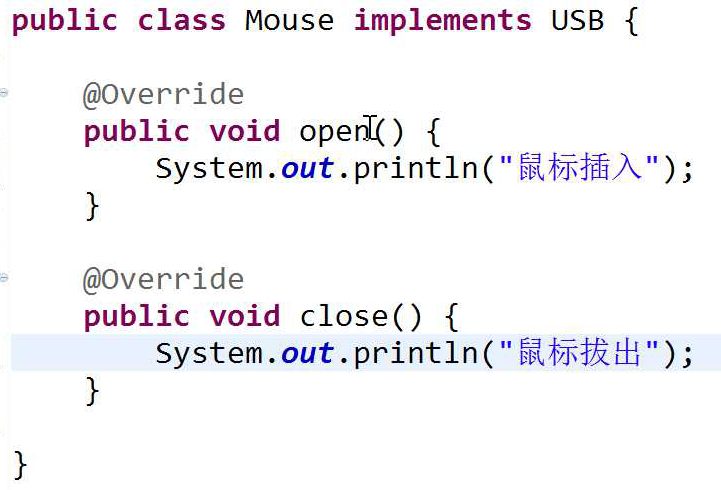 public class Mouse implements USB {
@Override
public void open() {
System.out.println("鼠标插入");
}
@Override
public void close() {
System.out.println("鼠标拔出");
}
}